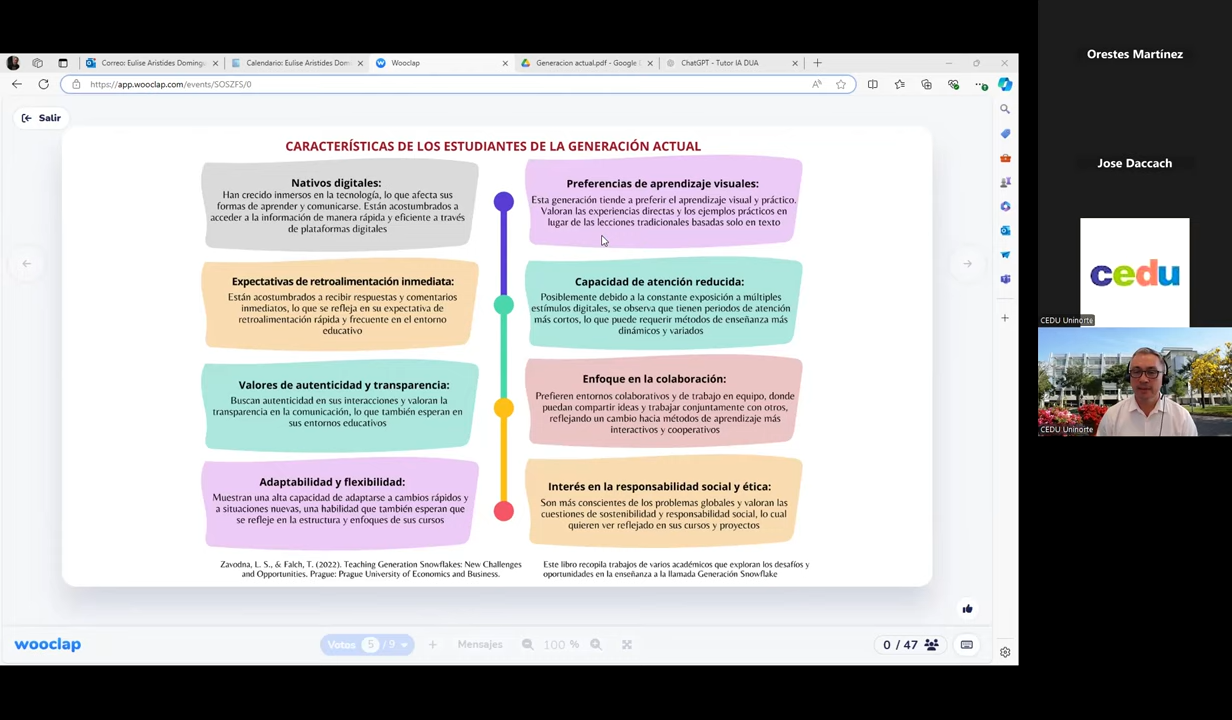 Correo: Eulise Aristides Doming
Calendario: Eulise Aristides Dom
Wooclap
Generacion actual.pdf - Google
ChatGPT - Tutor IA DUA
https://app.wooclap.com/events/SOSZFS/0
Salir
CARACTERÍSTICAS DE LOS ESTUDIANTES DE LA GENERACIÓN ACTUAL
Nativos digitales:
Han crecido inmersos en la tecnología, lo que afecta sus
formas de aprender y comunicarse. Están acostumbrados a
acceder a la información de manera rápida y eficiente a través
de plataformas digitales
Preferencias de aprendizaje visuales:
Esta generación tiende a preferir el aprendizaje visual y práctico.
Valoran las experiencias directas y los ejemplos prácticos en
lugar de las lecciones tradicionales basadas solo en texto
Expectativas de retroalimentación inmediata:
Están acostumbrados a recibir respuestas y comentarios
inmediatos, lo que se refleja en su expectativa de
retroalimentación rápida y frecuente en el entorno
educativo
Capacidad de atención reducida:
Posiblemente debido a la constante exposición a múltiples
estímulos digitales, se observa que tienen periodos de atención
más cortos, lo que puede requerir métodos de enseñanza más
dinámicos y variados
Valores de autenticidad y transparencia:
Buscan autenticidad en sus interacciones y valoran la
transparencia en la comunicación, lo que también esperan en
sus entornos educativos
Enfoque en la colaboración:
Prefieren entornos colaborativos y de trabajo en equipo, donde
puedan compartir ideas y trabajar conjuntamente con otros,
reflejando un cambio hacia métodos de aprendizaje más
interactivos y cooperativos
Adaptabilidad y flexibilidad:
Muestran una alta capacidad de adaptarse a cambios rápidos y
a situaciones nuevas, una habilidad que también esperan que
se refleje en la estructura y enfoques de sus cursos
Interés en la responsabilidad social y ética:
Son más conscientes de los problemas globales y valoran las
cuestiones de sostenibilidad y responsabilidad social, lo cual
quieren ver reflejado en sus cursos y proyectos
Zavodna, L. S., & Falch, T. (2022). Teaching Generation Snowflakes: New Challenges
and Opportunities. Prague: Prague University of Economics and Business.
Este libro recopila trabajos de varios académicos que exploran los desafíos y
oportunidades en la enseñanza a la llamada Generación Snowflake
wooclap
Votos 5 / 9
Mensajes
100 %
0 / 47
Orestes Martínez
Jose Daccach
cedu
CEDU Uninorte
CEDU Uninorte